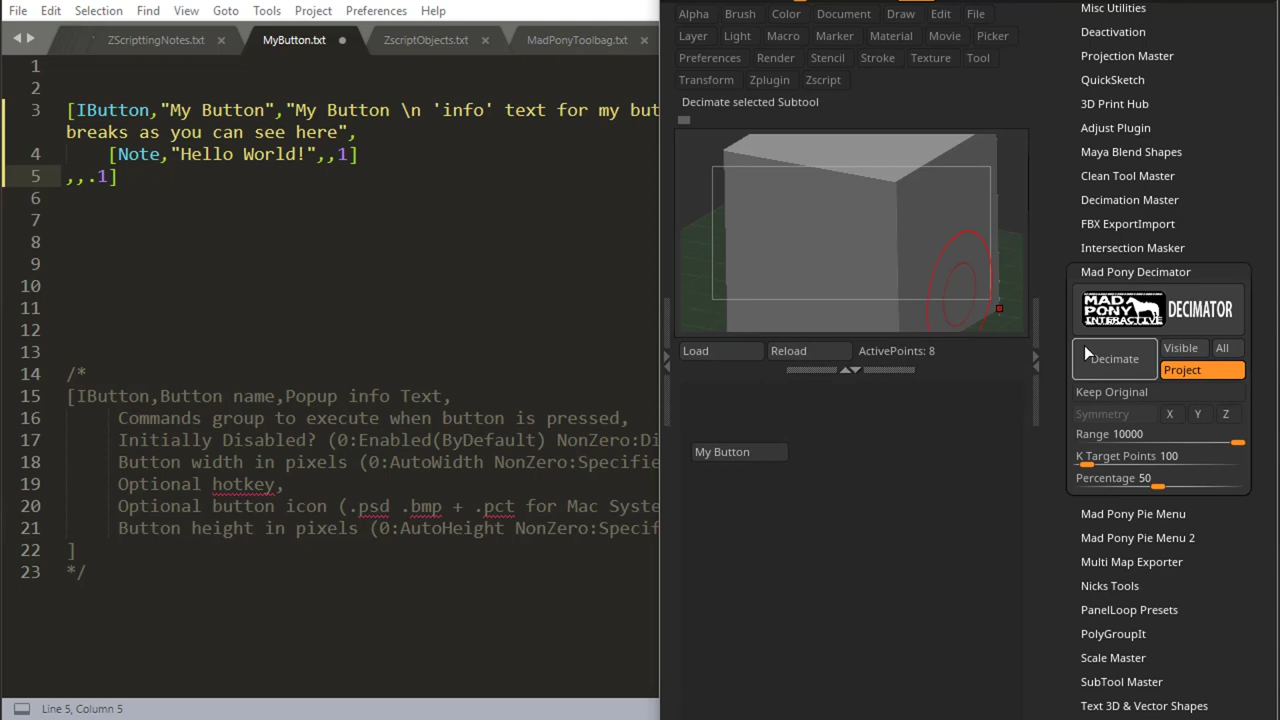 File Edit Selection Find View Goto Tools Project Preferences Help
ZScripttingNotes.txt MyButton.txt ZscriptObjects.txt MadPonyToolbag.txt
1
2
3 [IButton,"My Button","My Button \n 'info' text for my but
breaks as you can see here",
4 [Note,"Hello World!",,1]
5 ,,.1]
6
7
8
9
10
11
12
13
14 /*
15 [IButton,Button name,Popup info Text,
16 Commands group to execute when button is pressed,
17 Initially Disabled? (0:Enabled(ByDefault) NonZero:Di
18 Button width in pixels (0:AutoWidth NonZero:Specifie
19 Optional hotkey,
20 Optional button icon (.psd .bmp + .pct for Mac Syste
21 Button height in pixels (0:AutoHeight NonZero:Specif
22 ]
23 */
Line 5, Column 5
Alpha Brush Color Document Draw Edit File
Layer Light Macro Marker Material Movie Picker
Preferences Render Stencil Stroke Texture Tool
Transform Zplugin Zscript
Decimate selected Subtool
Load Reload ActivePoints: 8
My Button
Misc Utilities
Deactivation
Projection Master
QuickSketch
3D Print Hub
Adjust Plugin
Maya Blend Shapes
Clean Tool Master
Decimation Master
FBX ExportImport
Intersection Masker
Mad Pony Decimator
MAD PONY INTERACTIVE DECIMATOR
Decimate Visible All
Project
Keep Original
Symmetry X Y Z
Range 10000
K Target Points 100
Percentage 50
Mad Pony Pie Menu
Mad Pony Pie Menu 2
Multi Map Exporter
Nicks Tools
PanelLoop Presets
PolyGroupIt
Scale Master
SubTool Master
Text 3D & Vector Shapes